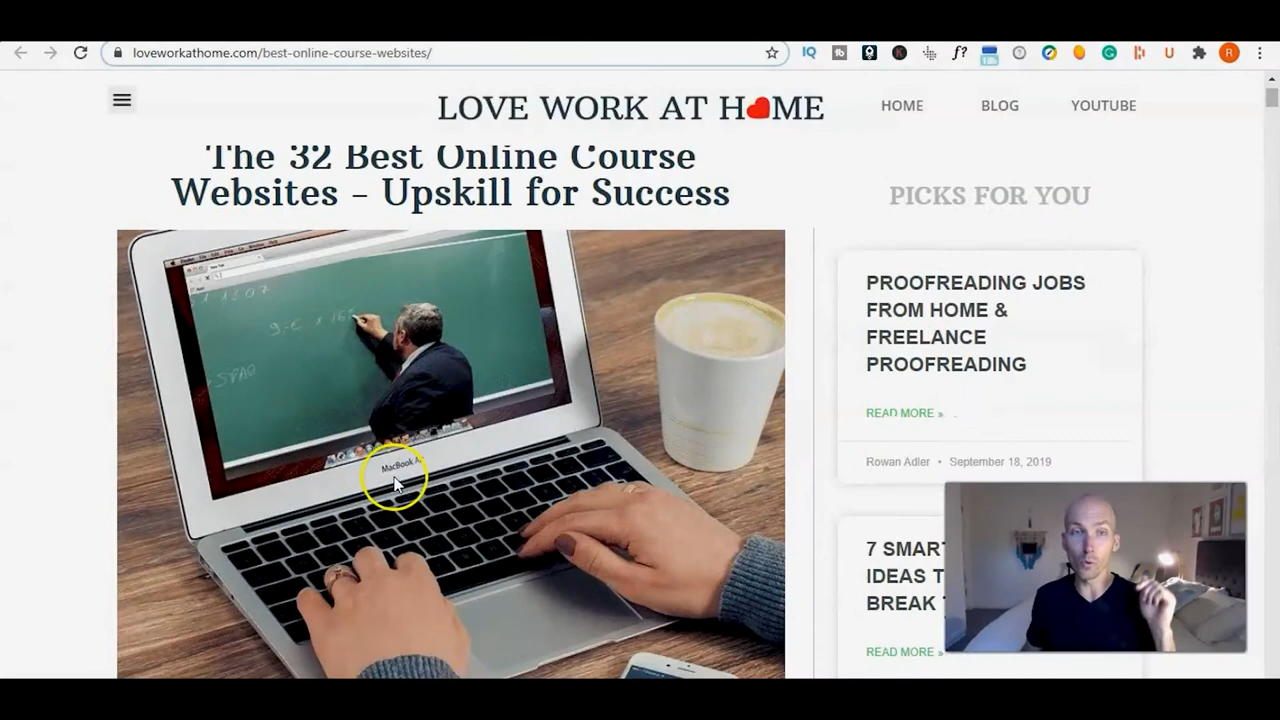 loveworkathome.com/best-online-course-websites/
LOVE WORK AT H ME
HOME
BLOG
YOUTUBE
The 32 Best Online Course
Websites – Upskill for Success
PICKS FOR YOU
PROOFREADING JOBS
FROM HOME &
FREELANCE
PROOFREADING
READ MORE »
Rowan Adler • September 18, 2019
7 SMAR
IDEAS T
BREAK
READ MORE »
MacBook A